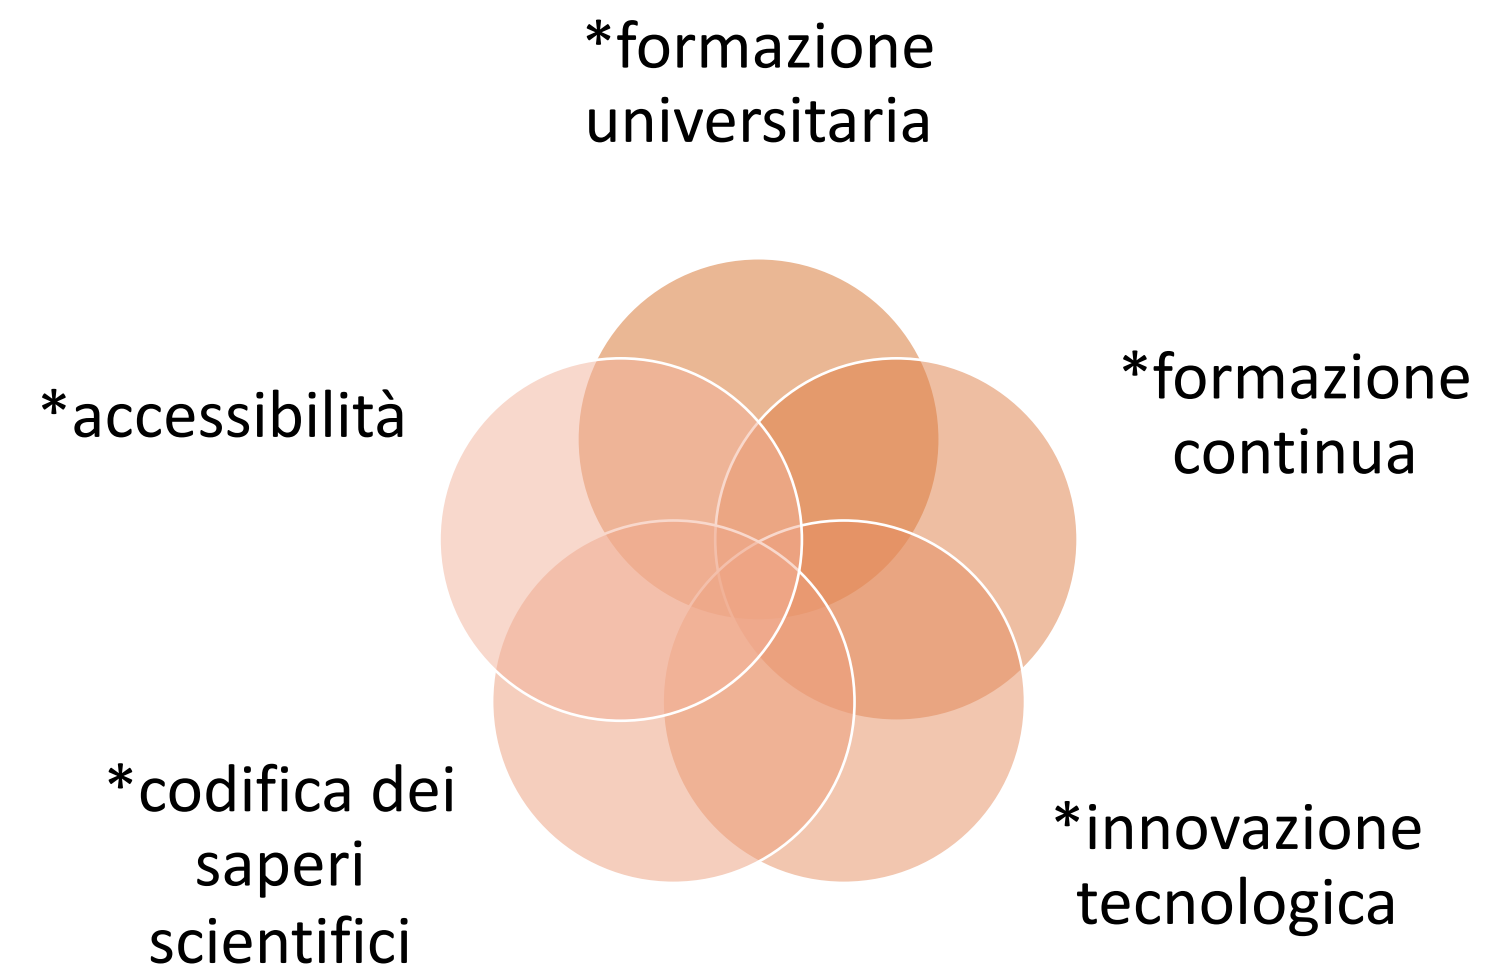 *formazione
universitaria
*formazione
continua
*innovazione
tecnologica
*codifica dei
saperi
scientifici
*accessibilità